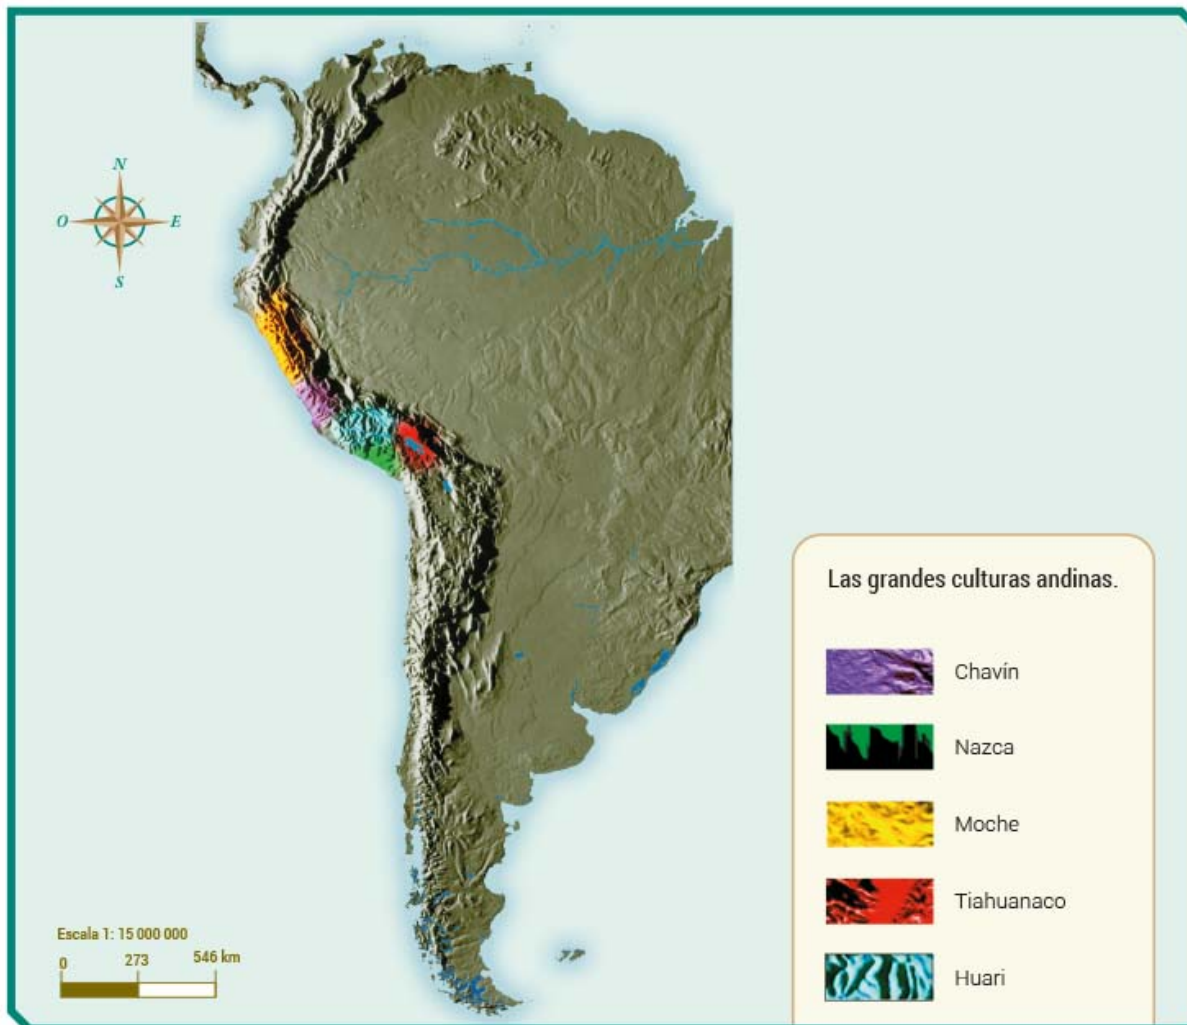 N
O
E
S
Las grandes culturas andinas.
Chavín
Nazca
Moche
Tiahuanaco
Huari
Escala 1: 15 000 000
0 273 546 km